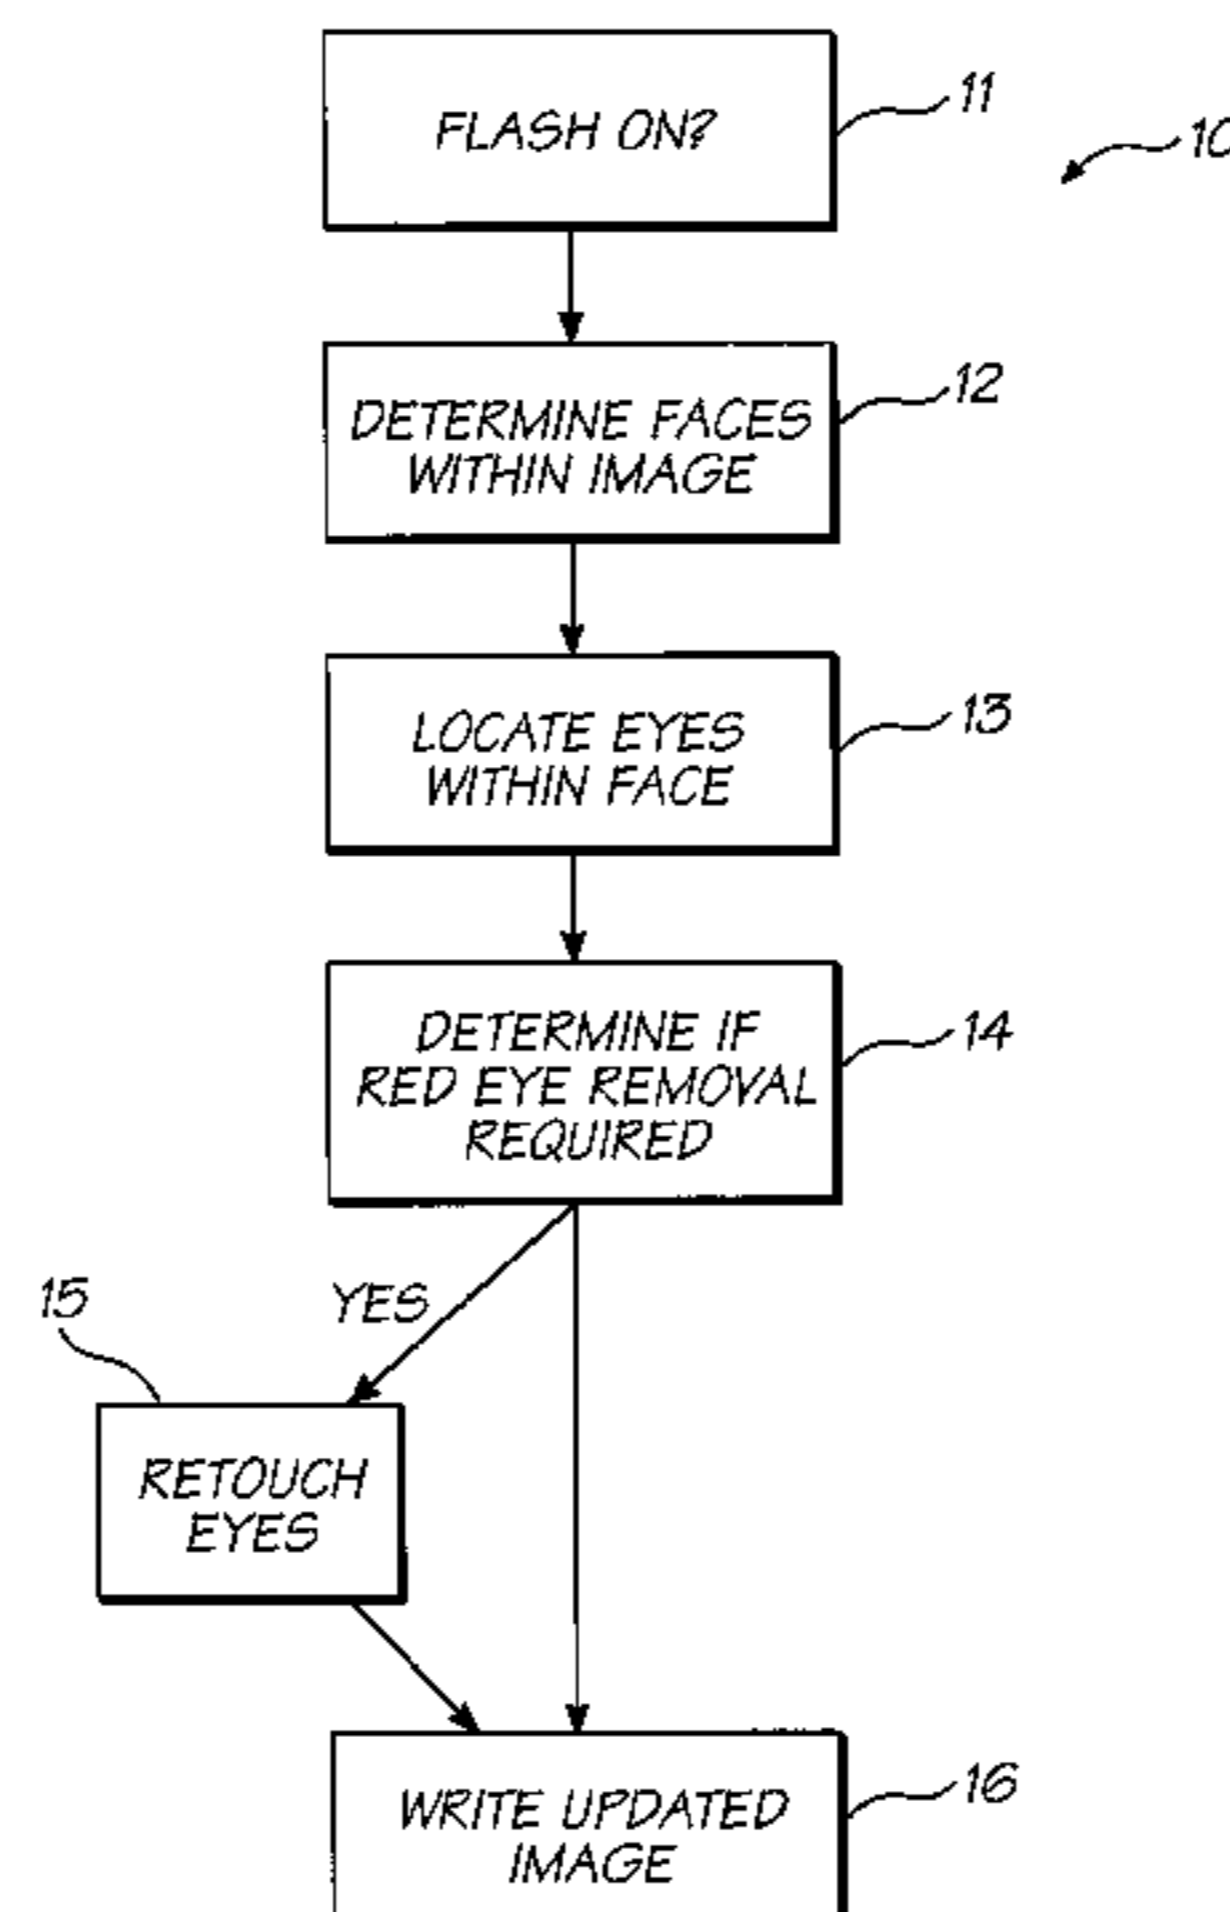 FLASH ON?
11
10
DETERMINE FACES
WITHIN IMAGE
12
LOCATE EYES
WITHIN FACE
13
DETERMINE IF
RED EYE REMOVAL
REQUIRED
14
YES
15
RETOUCH
EYES
WRITE UPDATED
IMAGE
16